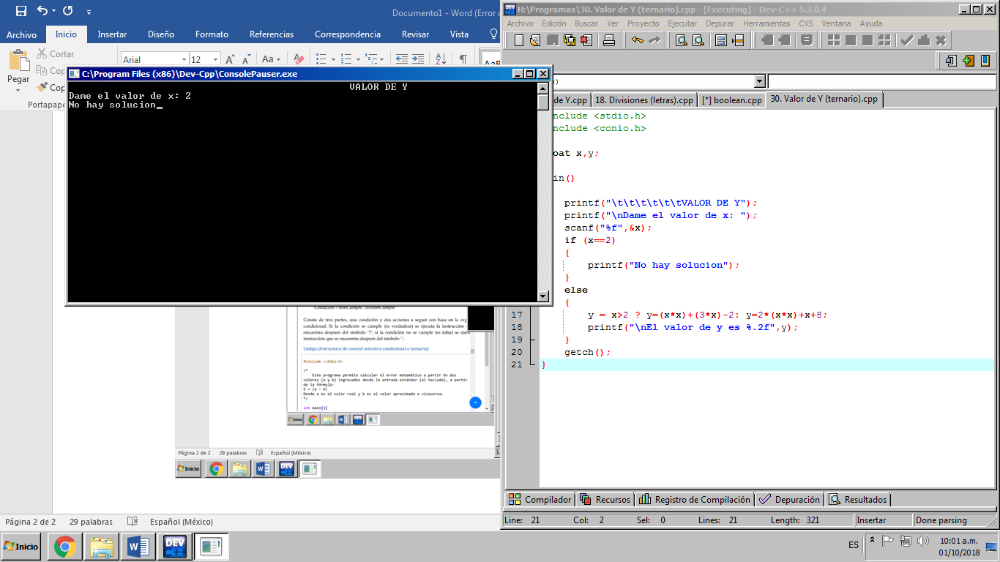 Documento1 - Word (Error d
Archivo Inicio Insertar Diseño Formato Referencias Correspondencia Revisar Vista
Pegar
Cortar
Cop
Cop
Portapape
Arial 12
Aa
AaB
C:\Program Files (x86)\Dev-Cpp\ConsolePauser.exe
VALOR DE Y
Dame el valor de x: 2
No hay solucion_
Consta de tres partes, una condición y dos acciones a seguir con base en la
condicional. Si la condición se cumple (es verdadera) se ejecuta la instrucción
encuentra después del símbolo '?'; si la condición no se cumple (es falsa) se ejecu
instrucción que se encuentra después del símbolo ':'.
Código (Estructura de control selectiva condicional o ternaria)
#include <stdio.h>
/*
Este programa permite calcular el error matemático a partir de dos
valores (a y b) ingresados desde la entrada estándar (el teclado), a partir
de la fórmula:
E = |a - b|
Donde a es el valor real y b es el valor aproximado o viceversa.
*/
int main(){
Inicio
Página 2 de 2 29 palabras Español (México)
Inicio
Página 2 de 2 29 palabras Español (México)
H:\Programas\30. Valor de Y (ternario).cpp - [Executing] - Dev-C++ 5.3.0.4
Archivo Edición Buscar Ver Proyecto Ejecutar Depurar Herramientas CVS Ventana Ayuda
de Y.cpp 18. Divisiones (letras).cpp [*] boolean.cpp 30. Valor de Y (ternario).cpp
nclude <stdio.h>
nclude <conio.h>
oat x,y;
in()
printf("\t\t\t\t\t\tVALOR DE Y");
printf("\nDame el valor de x: ");
scanf("%f",&x);
if (x==2)
{
printf("No hay solucion");
}
else
{
17 y = x>2 ? y=(x*x)+(3*x)-2: y=2*(x*x)+x+8;
18 printf("\nEl valor de y es %.2f",y);
19 }
20 getch();
21 }
Compilador Recursos Registro de Compilación Depuración Resultados
Line: 21 Col: 2 Sel: 0 Lines: 21 Length: 321 Insertar Done parsing
Inicio
DEV C++
ES
10:01 a.m.
01/10/2018